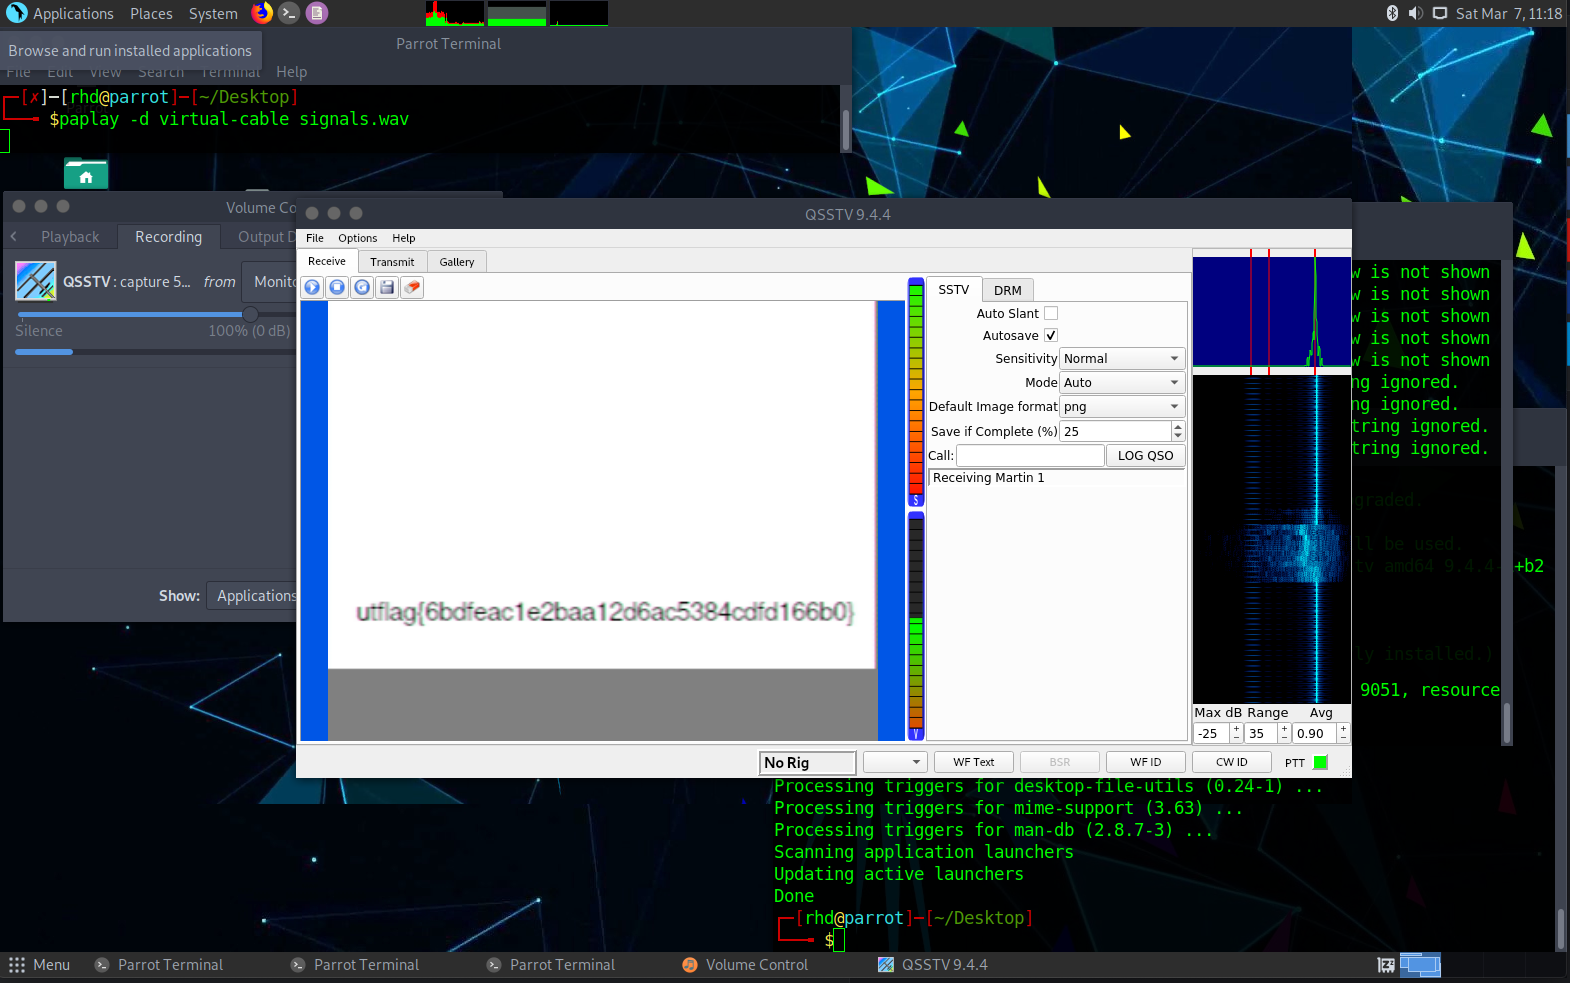 Applications Places System
Sat Mar 7, 11:18
Browse and run installed applications
Parrot Terminal
File Edit View Search Terminal Help
[✗]─[rhd@parrot]─[~/Desktop]
$paplay -d virtual-cable signals.wav
Volume Co
Playback Recording Output D
QSSTV : capture 5... from Monito
Silence 100% (0 dB)
Show: Applications
QSSTV 9.4.4
File Options Help
Receive Transmit Gallery
utflag{6bdfeac1e2baa12d6ac5384cdfd166b0}
S
V
SSTV DRM
Auto Slant
Autosave
Sensitivity Normal
Mode Auto
Default Image format png
Save if Complete (%) 25
Call: LOG QSO
Receiving Martin 1
Max dB Range Avg
-25 35 0.90
No Rig WF Text BSR WF ID CW ID PTT
w is not shown
w is not shown
w is not shown
w is not shown
w is not shown
ng ignored.
ng ignored.
tring ignored.
tring ignored.
graded.
ll be used.
tv amd64 9.4.4- +b2
ly installed.)
9051, resource
Processing triggers for desktop-file-utils (0.24-1) ...
Processing triggers for mime-support (3.63) ...
Processing triggers for man-db (2.8.7-3) ...
Scanning application launchers
Updating active launchers
Done
[rhd@parrot]─[~/Desktop]
$
Menu Parrot Terminal Parrot Terminal Parrot Terminal Volume Control QSSTV 9.4.4